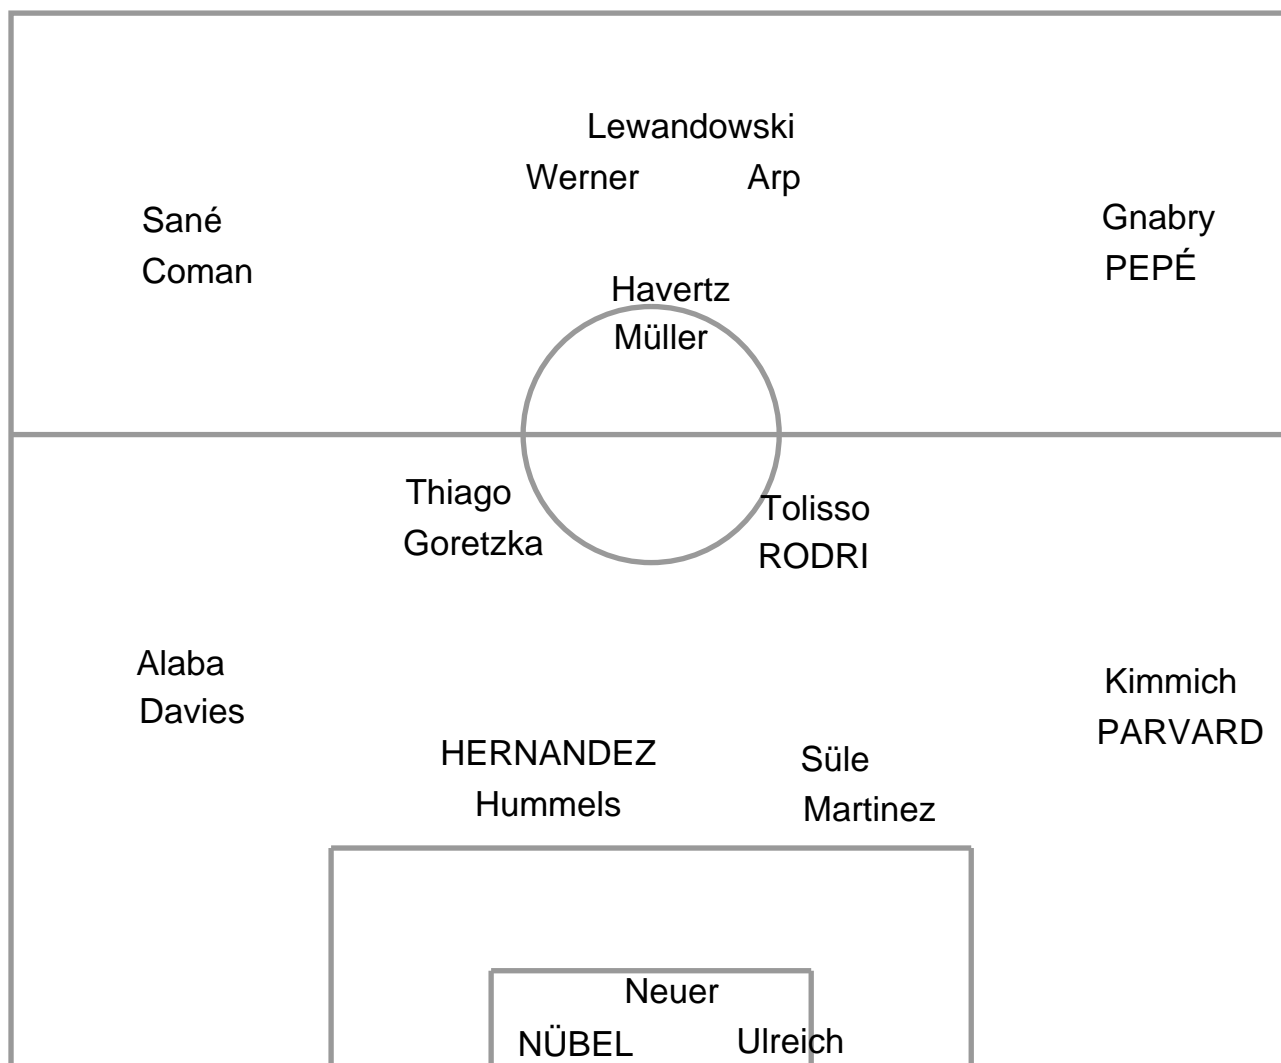 Lewandowski
Werner Arp
Sané
Coman
Gnabry
PEPÉ
Havertz
Müller
Thiago
Goretzka
Tolisso
RODRI
Alaba
Davies
Kimmich
PARVARD
HERNANDEZ
Hummels
Süle
Martinez
Neuer
NÜBEL Ulreich